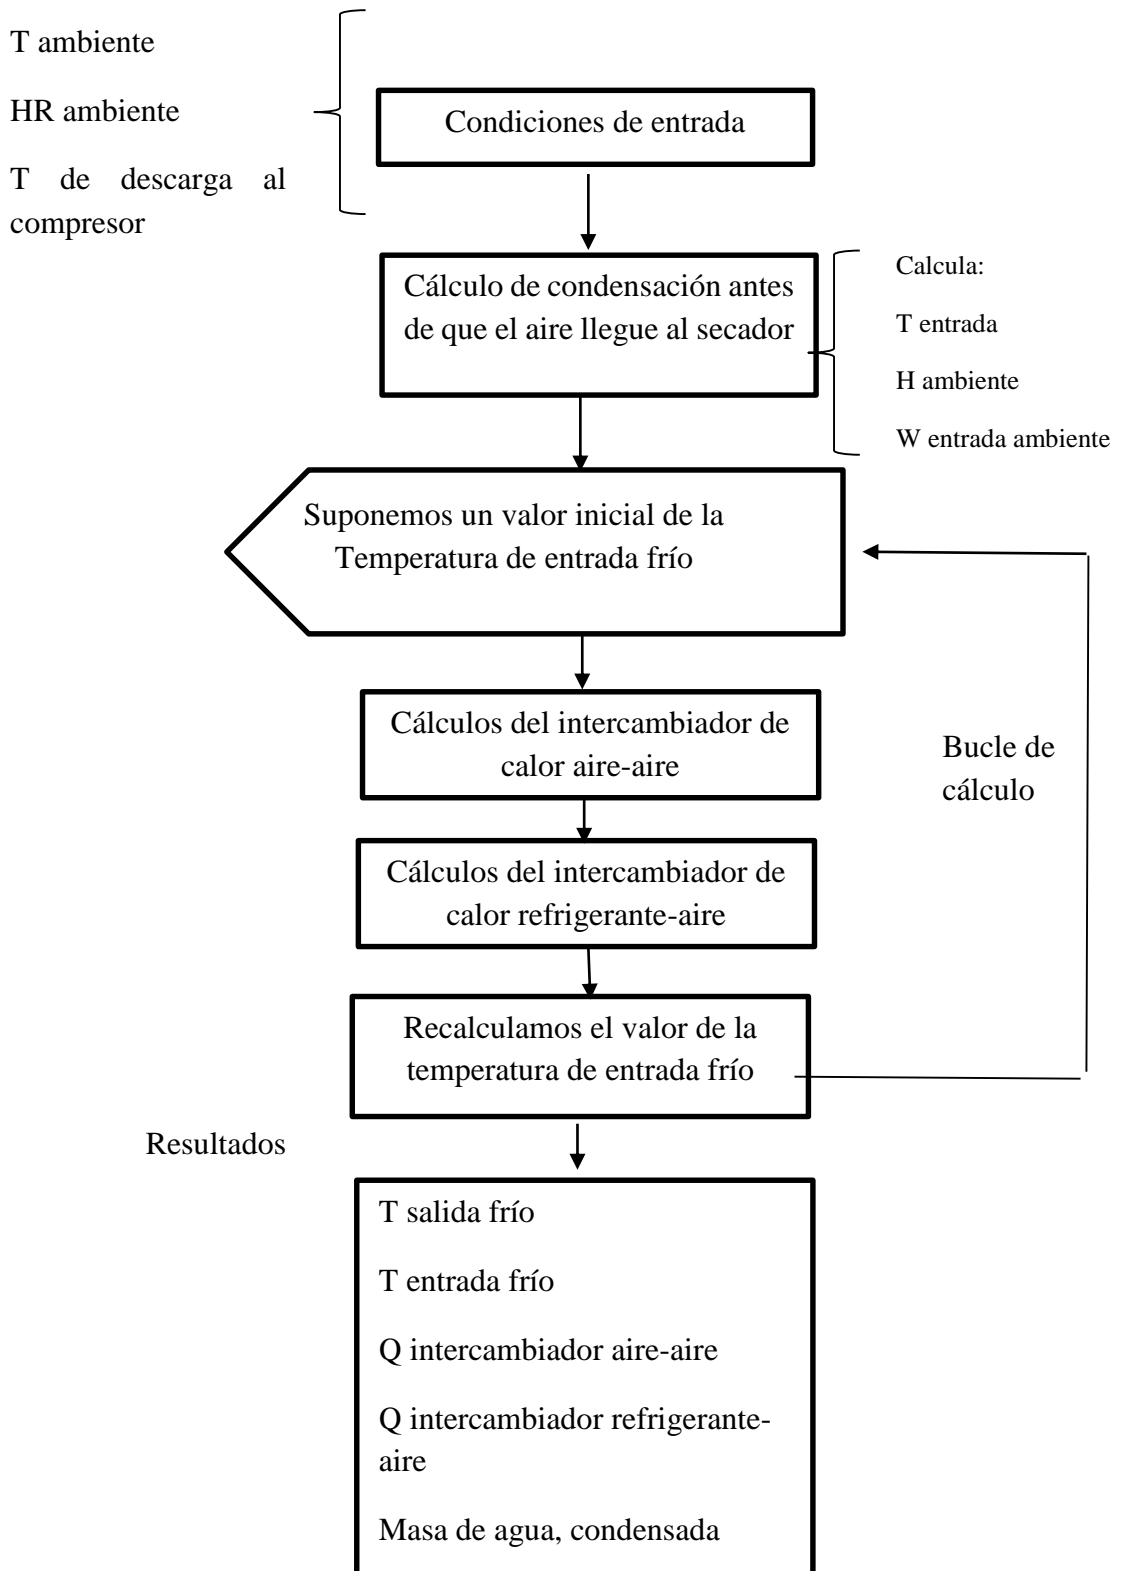 T ambiente
HR ambiente
T de descarga al
compresor
Condiciones de entrada
Cálculo de condensación antes
de que el aire llegue al secador
Calcula:
T entrada
H ambiente
W entrada ambiente
Suponemos un valor inicial de la
Temperatura de entrada frío
Cálculos del intercambiador de
calor aire-aire
Bucle de
cálculo
Cálculos del intercambiador de
calor refrigerante-aire
Recalculamos el valor de la
temperatura de entrada frío
Resultados
T salida frío
T entrada frío
Q intercambiador aire-aire
Q intercambiador refrigerante-
aire
Masa de agua, condensada